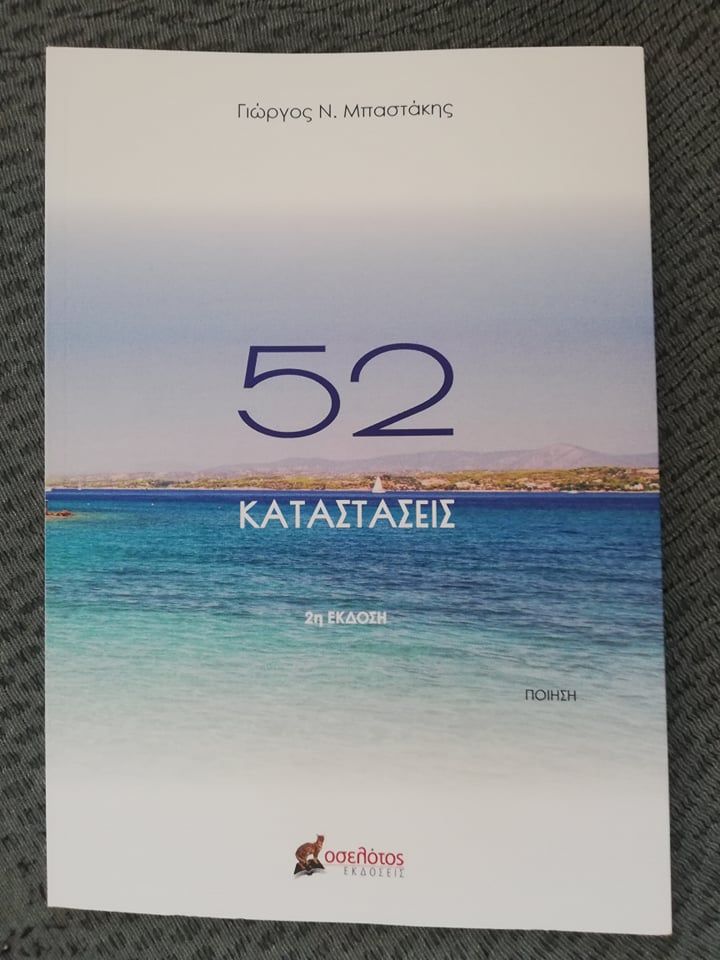 Γιώργος Ν. Μπαστάκης
52
ΚΑΤΑΣΤΑΣΕΙΣ
2η ΕΚΔΟΣΗ
ΠΟΙΗΣΗ
οσελότος
ΕΚΔΟΣΕΙΣ